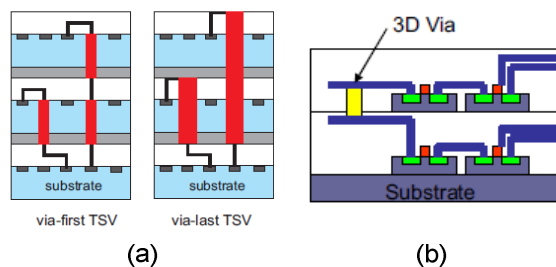 3D Via
substrate
substrate
Substrate
via-first TSV
via-last TSV
(a)
(b)